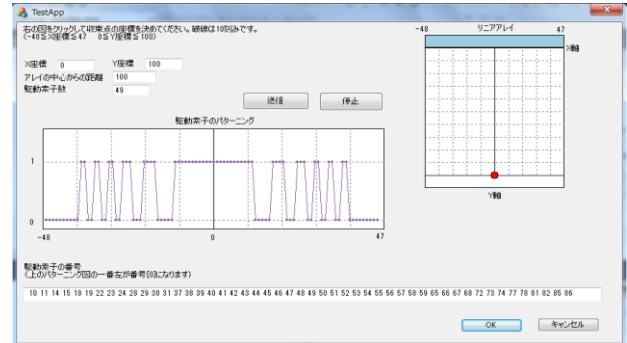 TestApp
右の図をクリックして収束点の座標を決めてください。破線は10刻みです。
(-48≦X座標≦47　0≦Y座標≦100)
X座標 0 Y座標 100
アレイの中心からの距離 100
駆動素子数 49
送信 停止
駆動素子のパターニング
1
0
-48 0 47
-48 リニアアレイ 47
X軸
Y軸
駆動素子の番号
(上のパターニング図の一番左が番号[0]になります)
10 11 14 15 18 19 22 23 24 28 29 30 31 37 38 39 40 41 42 43 44 45 46 47 48 49 50 51 52 53 54 55 56 57 58 59 65 66 67 68 72 73 74 77 78 81 82 85 86
OK キャンセル